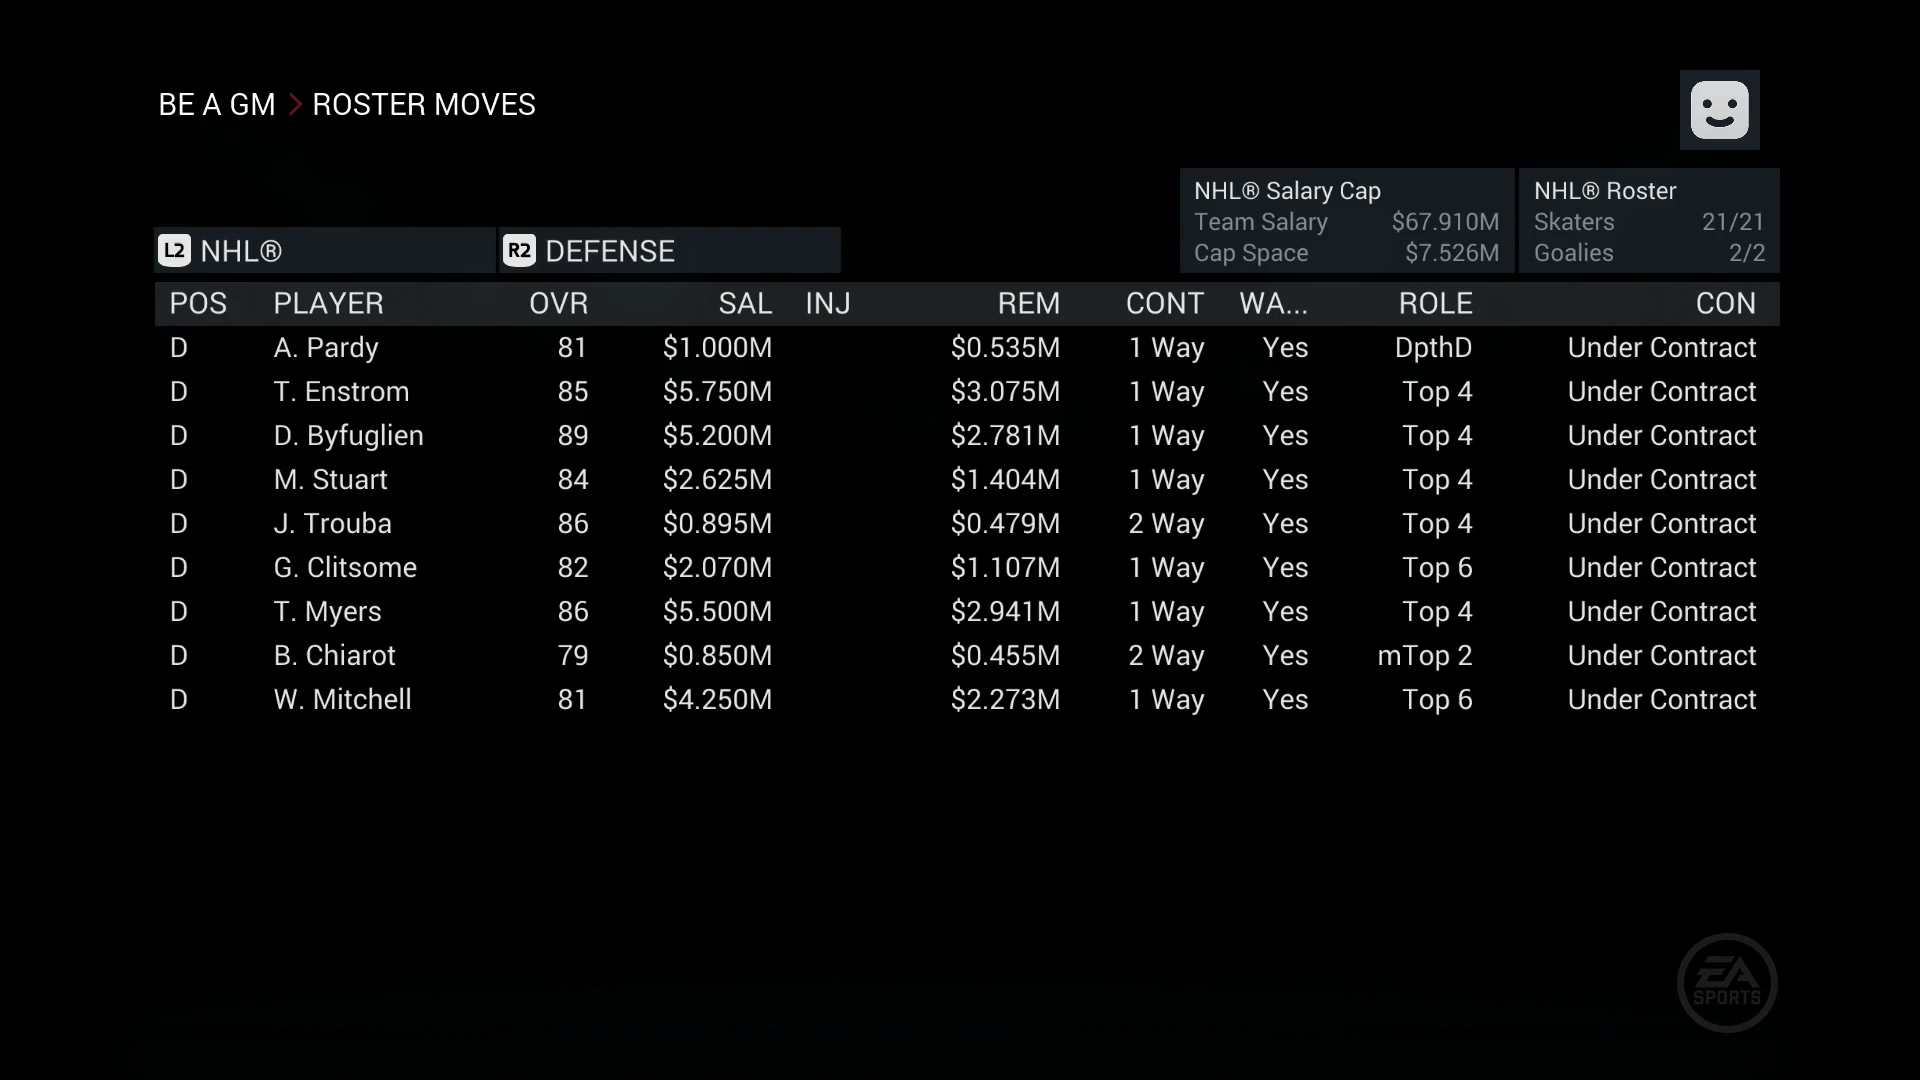 BE A GM > ROSTER MOVES
NHL® Salary Cap
Team Salary $67.910M
Cap Space $7.526M
NHL® Roster
Skaters 21/21
Goalies 2/2
L2 NHL® R2 DEFENSE
POS PLAYER OVR SAL INJ REM CONT WA... ROLE CON
D A. Pardy 81 $1.000M $0.535M 1 Way Yes DpthD Under Contract
D T. Enstrom 85 $5.750M $3.075M 1 Way Yes Top 4 Under Contract
D D. Byfuglien 89 $5.200M $2.781M 1 Way Yes Top 4 Under Contract
D M. Stuart 84 $2.625M $1.404M 1 Way Yes Top 4 Under Contract
D J. Trouba 86 $0.895M $0.479M 2 Way Yes Top 4 Under Contract
D G. Clitsome 82 $2.070M $1.107M 1 Way Yes Top 6 Under Contract
D T. Myers 86 $5.500M $2.941M 1 Way Yes Top 4 Under Contract
D B. Chiarot 79 $0.850M $0.455M 2 Way Yes mTop 2 Under Contract
D W. Mitchell 81 $4.250M $2.273M 1 Way Yes Top 6 Under Contract
EA
SPORTS